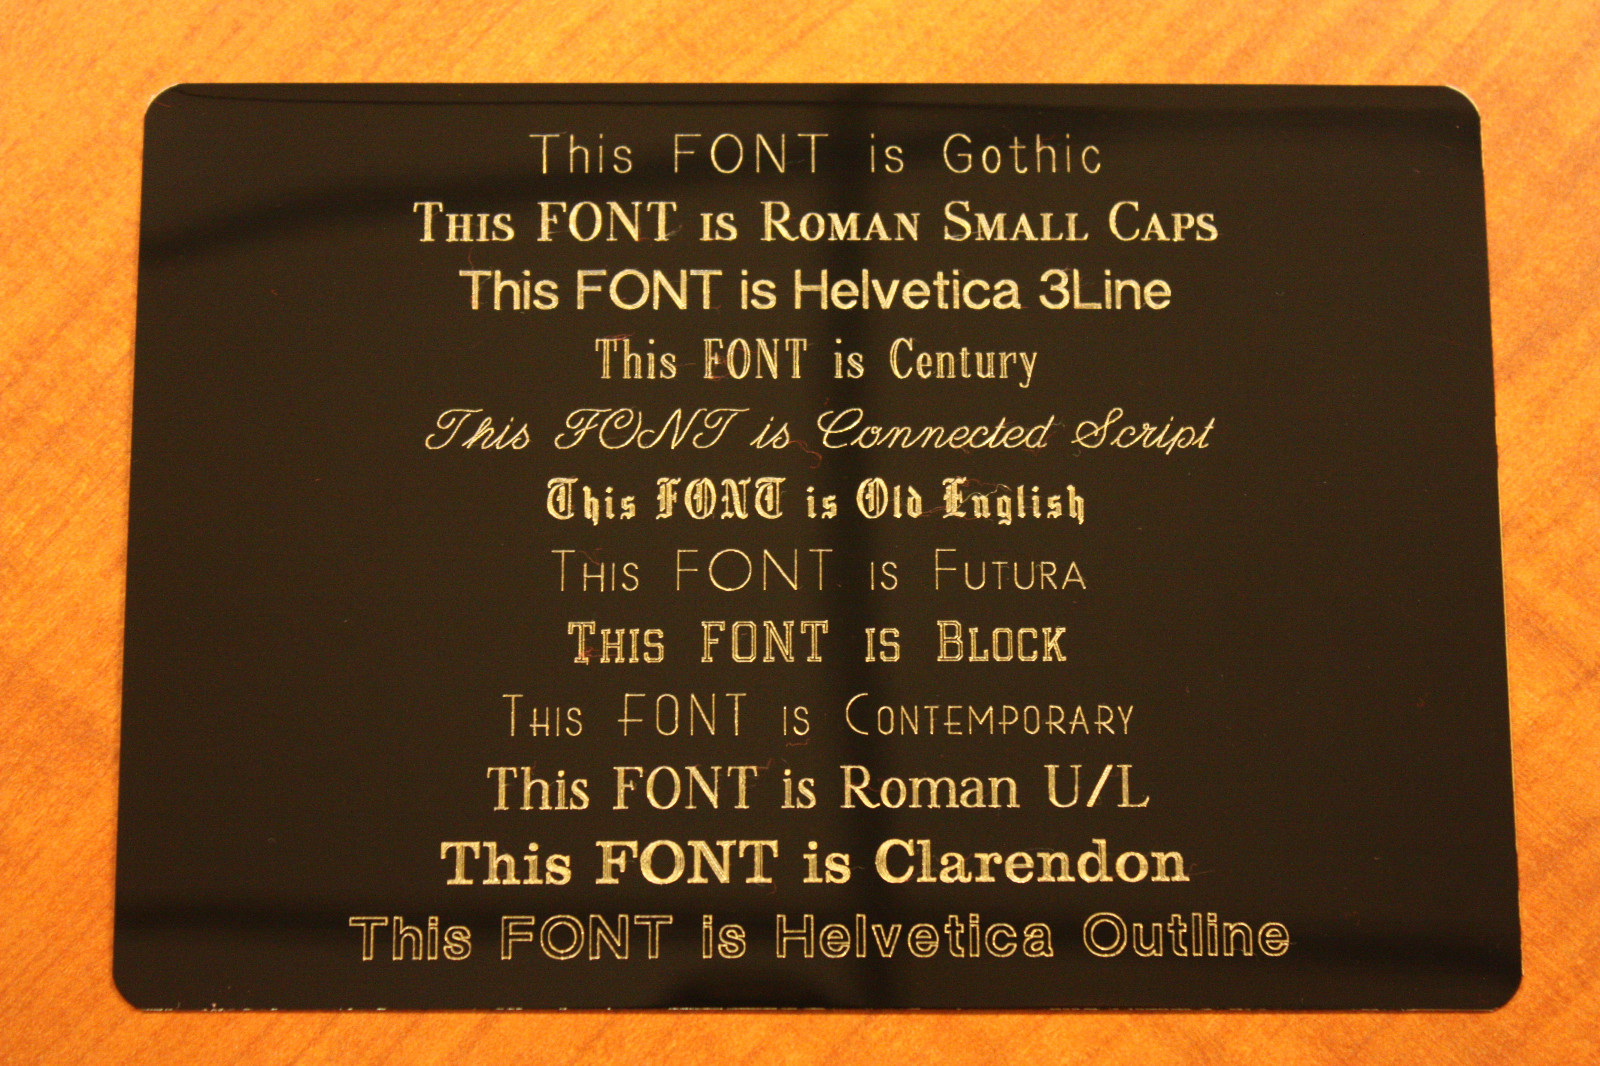 This FONT is Gothic
THIS FONT IS ROMAN SMALL CAPS
This FONT is Helvetica 3Line
This FONT is Century
This FONT is Connected Script
This FONT is Old English
THIS FONT IS FUTURA
THIS FONT IS BLOCK
THIS FONT IS CONTEMPORARY
This FONT is Roman U/L
This FONT is Clarendon
This FONT is Helvetica Outline